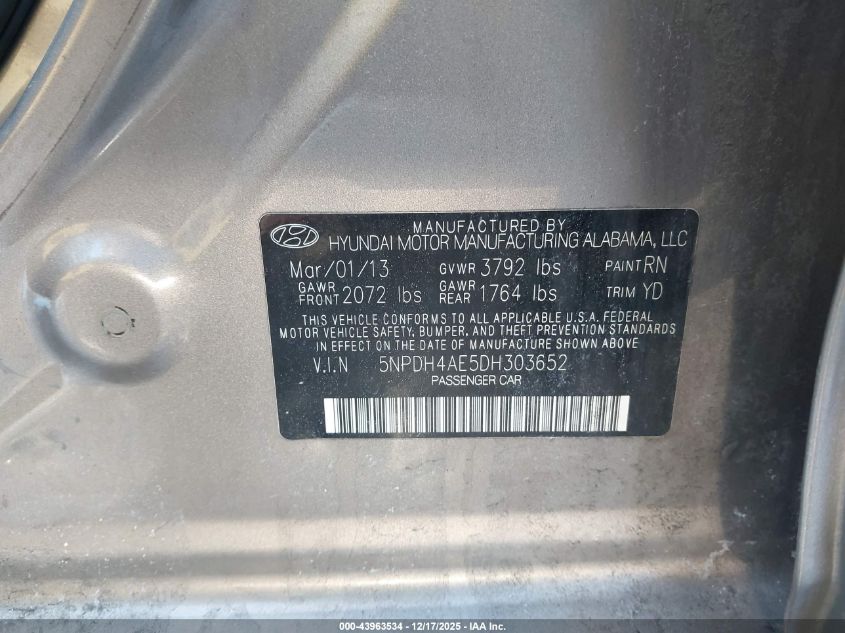 MANUFACTURED BY
HYUNDAI MOTOR MANUFACTURING ALABAMA, LLC
Mar/01/13 GVWR 3792 lbs PAINT RN
GAWR FRONT 2072 lbs GAWR REAR 1764 lbs TRIM YD
THIS VEHICLE CONFORMS TO ALL APPLICABLE U.S.A. FEDERAL
MOTOR VEHICLE SAFETY, BUMPER, AND THEFT PREVENTION STANDARDS
IN EFFECT ON THE DATE OF MANUFACTURE SHOWN ABOVE
V.I.N 5NPDH4AE5DH303652
PASSENGER CAR
000-43963534 - 12/17/2025 - IAA Inc.